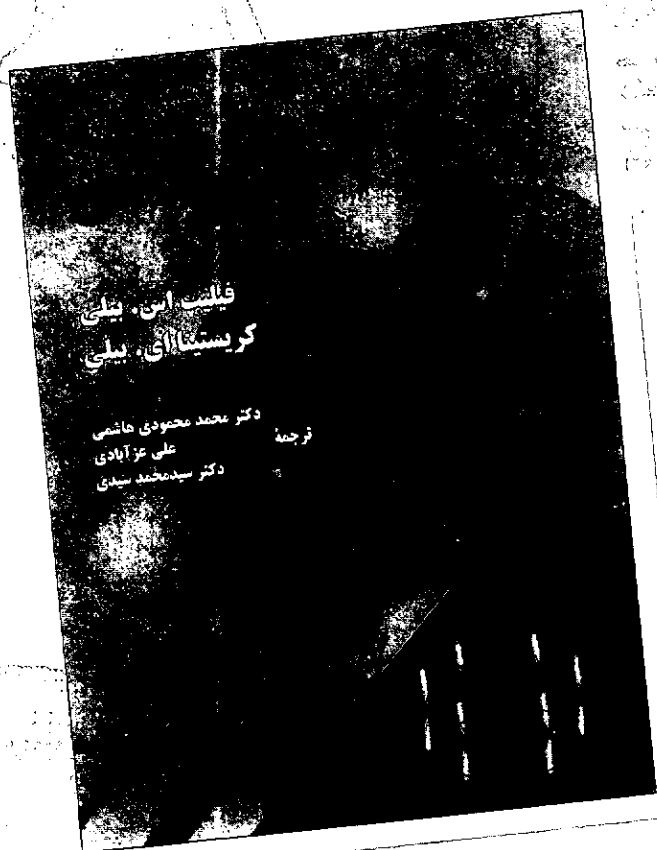 فیلیپ اس. بیلی
کریستینا ای. بیلی
ترجمهٔ
دکتر محمد محمودی هاشمی
علی عزآبادی
دکتر سیدمحمد سیدی